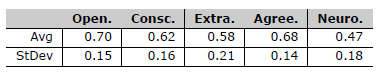 Open. Consc. Extra. Agree. Neuro.
Avg 0.70 0.62 0.58 0.68 0.47
StDev 0.15 0.16 0.21 0.14 0.18